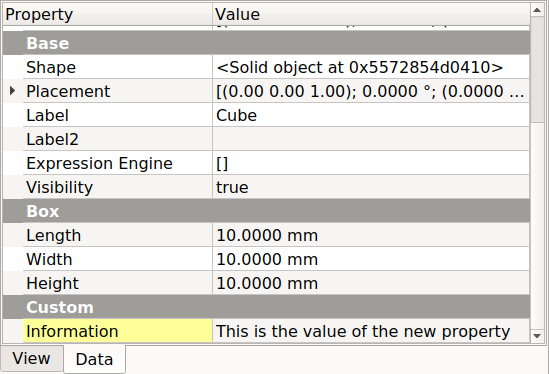 Property Value
Base
Shape <Solid object at 0x5572854d0410>
Placement [(0.00 0.00 1.00); 0.0000 °; (0.0000 ...
Label Cube
Label2
Expression Engine []
Visibility true
Box
Length 10.0000 mm
Width 10.0000 mm
Height 10.0000 mm
Custom
Information This is the value of the new property
View Data